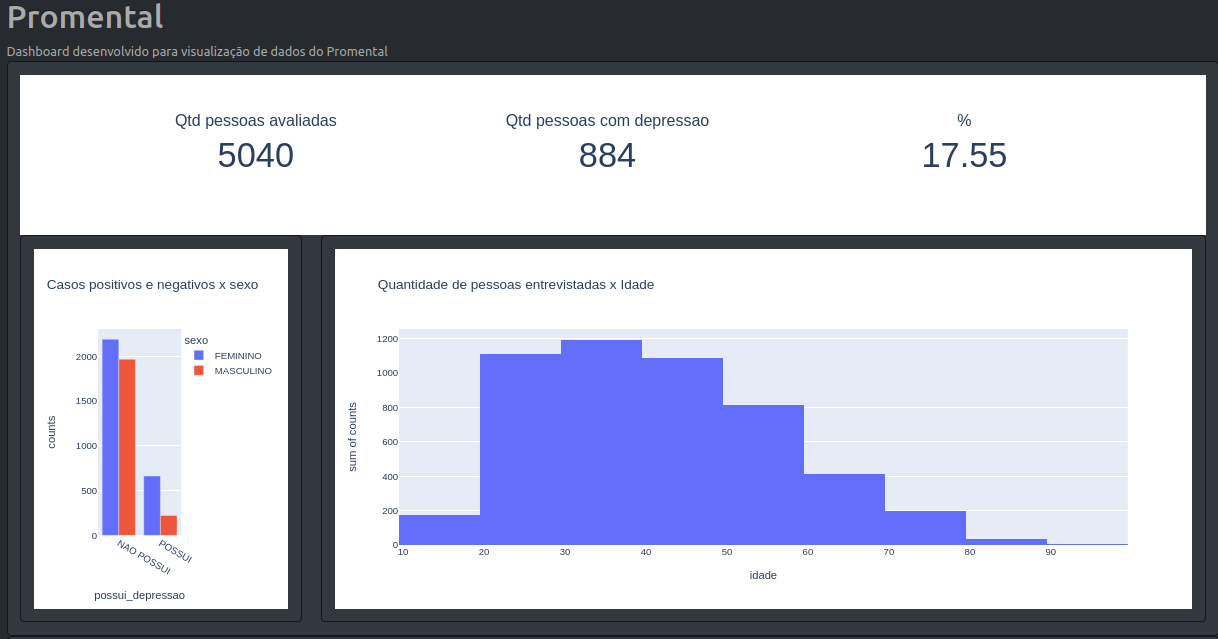 Promental
Dashboard desenvolvido para visualização de dados do Promental
Qtd pessoas avaliadas
5040
Qtd pessoas com depressao
884
%
17.55
Casos positivos e negativos x sexo
sexo
FEMININO
MASCULINO
counts
2000
1500
1000
500
0
NAO POSSUI
POSSUI
possui_depressao
Quantidade de pessoas entrevistadas x Idade
sum of counts
1200
1000
800
600
400
200
0
10 20 30 40 50 60 70 80 90
idade